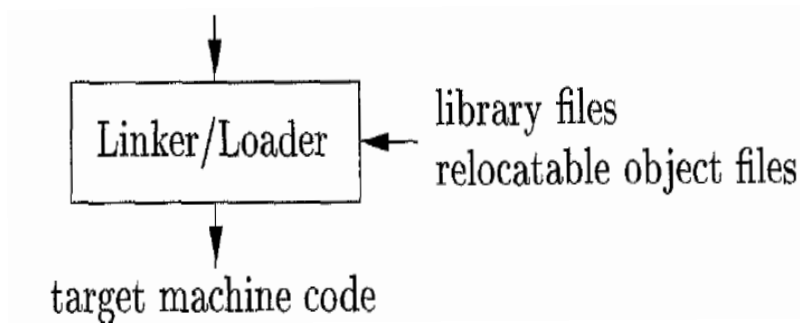 Linker/Loader
library files
relocatable object files
target machine code